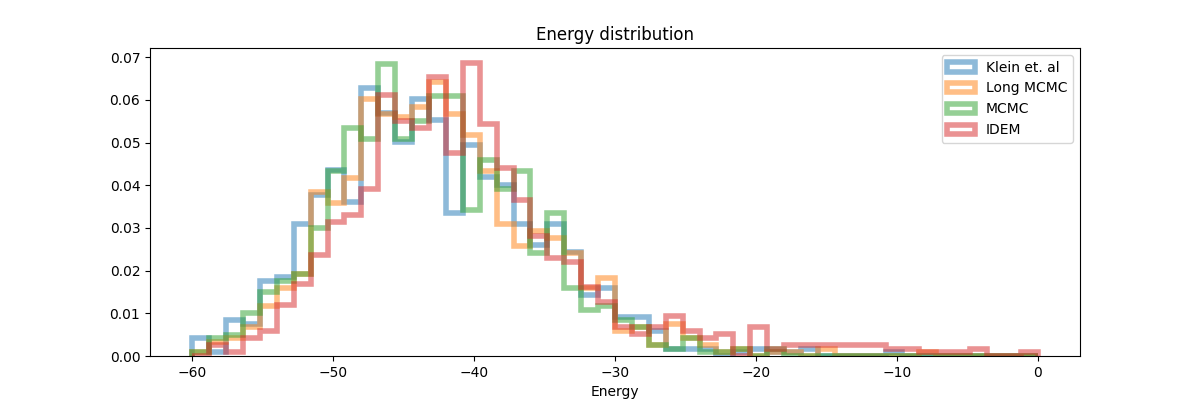 Energy distribution
Klein et. al
Long MCMC
MCMC
IDEM
0.07
0.06
0.05
0.04
0.03
0.02
0.01
0.00
−60
−50
−40
−30
−20
−10
0
Energy